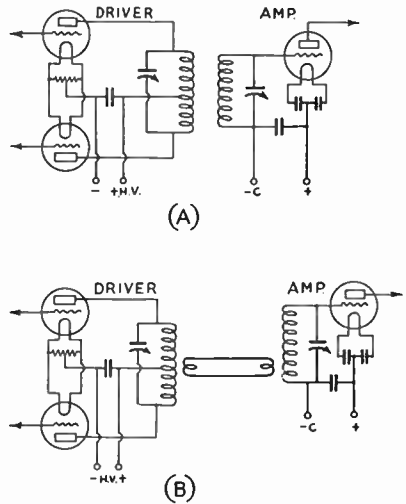 DRIVER
AMP.
- +H.V.
-C
+
(A)
DRIVER
AMP.
-H.V.+
-C
+
(B)